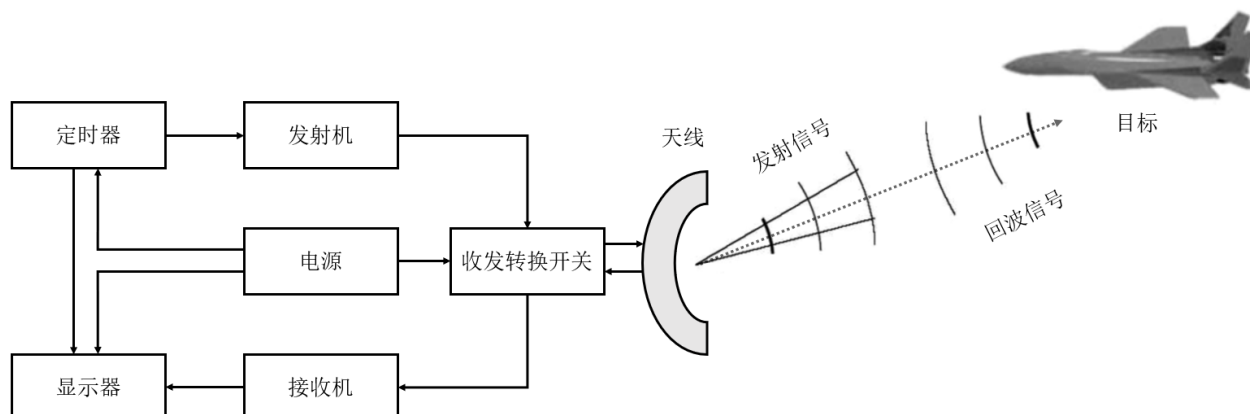 定时器
发射机
天线
发射信号
目标
电源
收发转换开关
回波信号
显示器
接收机